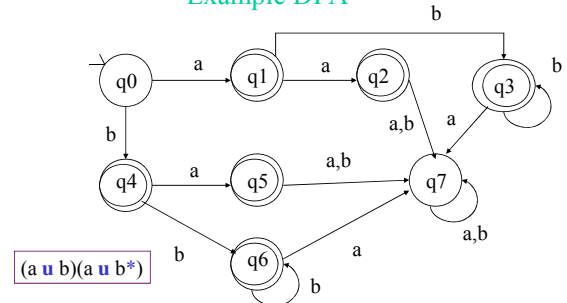 Example DFA
b
q0
a
q1
a
q2
q3
b
b
a,b
a
q4
a
q5
a,b
q7
b
q6
a
b
a,b
(a u b)(a u b*)